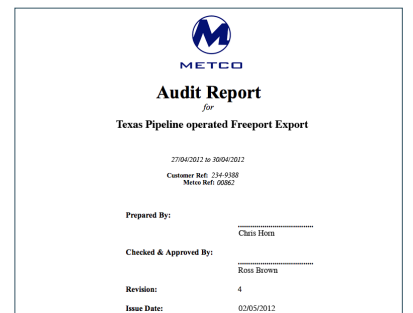 METCO
Audit Report
for
Texas Pipeline operated Freeport Export
27/04/2012 to 30/04/2012
Customer Ref: 234-9388
Metco Ref: 00862
Prepared By:
Chris Horn
Checked & Approved By:
Ross Brown
Revision: 4
Issue Date: 02/05/2012